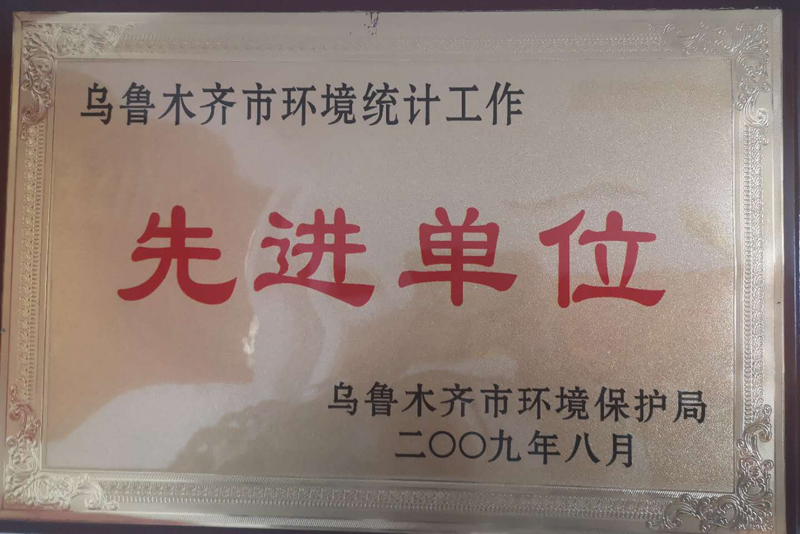 乌鲁木齐市环境统计工作
先进单位
乌鲁木齐市环境保护局
二〇〇九年八月